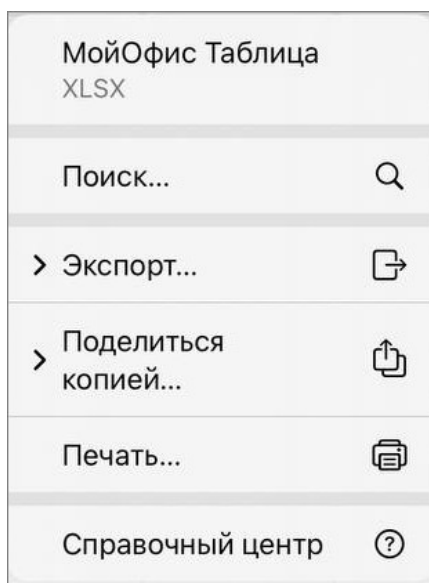 МойОфис Таблица
XLSX
Поиск...
Экспорт...
Поделиться
копией...
Печать...
Справочный центр